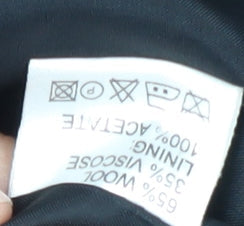 65% WOOL
35% VISCOSE
LINING:
100% ACETATE
P